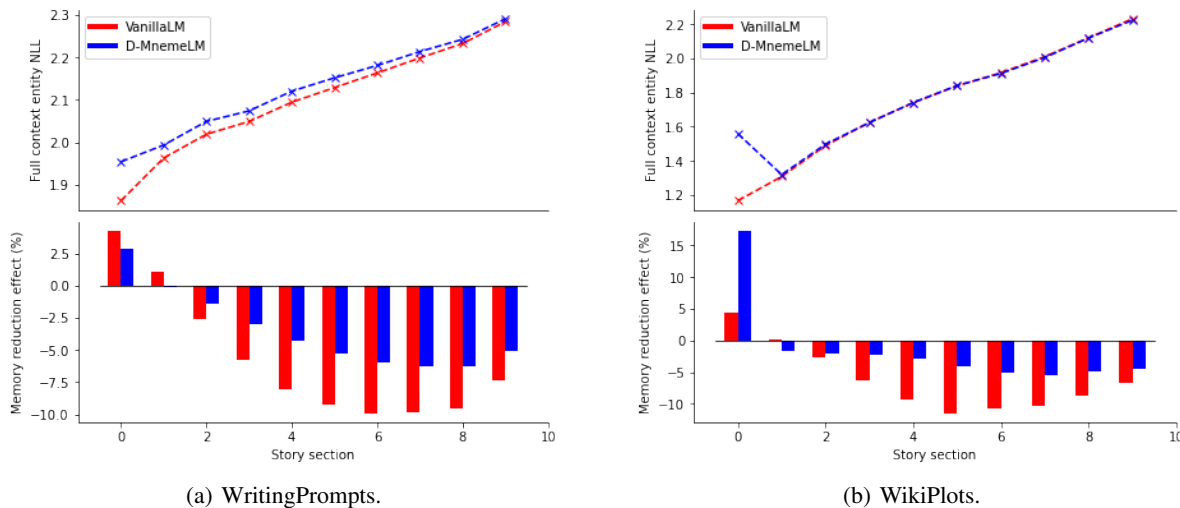 2.3
2.2
2.1
2.0
1.9
Full context entity NLL
VanillaLM
D-MnemeLM
2.5
0.0
−2.5
−5.0
−7.5
−10.0
Memory reduction effect (%)
0 2 4 6 8 10
Story section
(a) WritingPrompts.
2.2
2.0
1.8
1.6
1.4
1.2
Full context entity NLL
VanillaLM
D-MnemeLM
15
10
5
0
−5
−10
Memory reduction effect (%)
0 2 4 6 8 10
Story section
(b) WikiPlots.